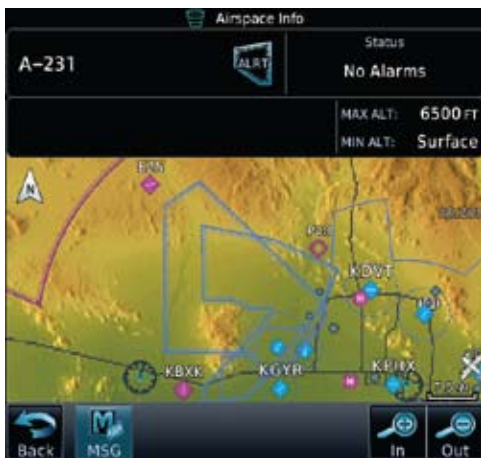 Airspace Info
A-231
ALRT
Status
No Alarms
MAX ALT: 6500 FT
MIN ALT: Surface
N
KDVT
KBXK
KGYR
KPHX
Back
MSG
In
Out